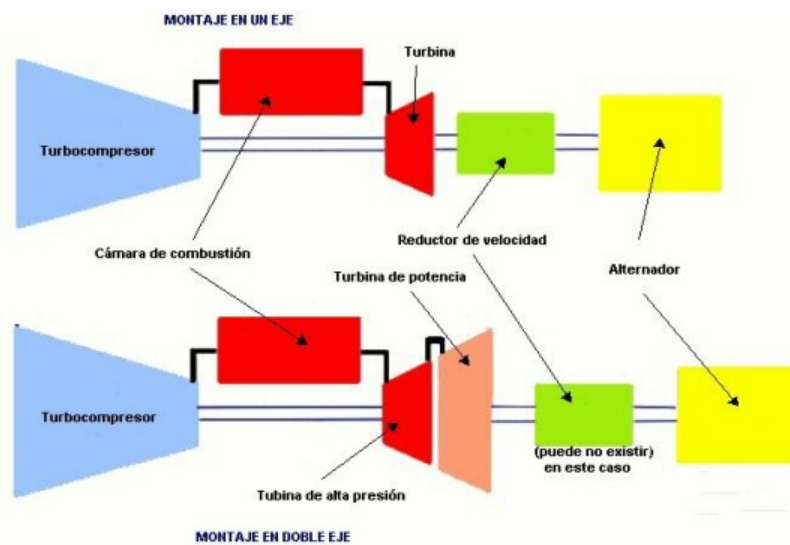 MONTAJE EN UN EJE
Turbina
Turbocompresor
Cámara de combustión
Reductor de velocidad
Turbina de potencia
Alternador
Turbocompresor
(puede no existir)
en este caso
Tubina de alta presión
MONTAJE EN DOBLE EJE